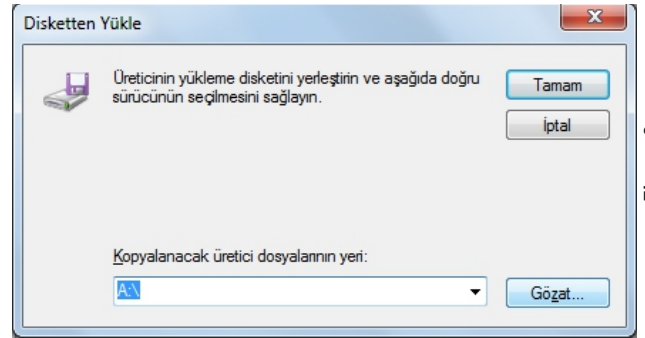 Disketten Yükle
Üreticinin yükleme disketini yerleştirin ve aşağıda doğru
sürücünün seçilmesini sağlayın.
Tamam
İptal
Kopyalanacak üretici dosyalarının yeri:
A:\
Gözat...